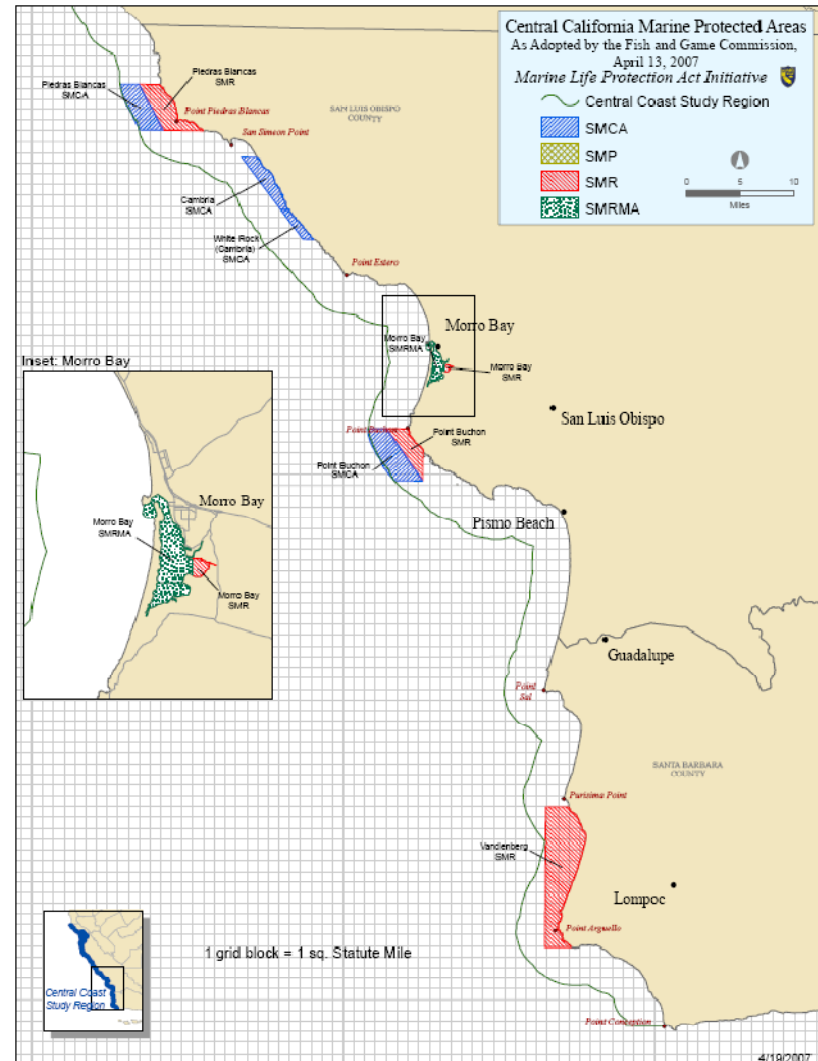 Central California Marine Protected Areas
As Adopted by the Fish and Game Commission,
April 13, 2007
Marine Life Protection Act Initiative
Central Coast Study Region
SMCA
SMP
SMR
SMRMA
0 5 10
Miles
Piedras Blancas
SMCA
Piedras Blancas
SMR
Point Piedras Blancas
SAN LUIS OBISPO
COUNTY
San Simeon Point
Cambria
SMCA
White Rock
(Cambria)
SMCA
Point Estero
Morro Bay
Morro Bay
SMRMA
Morro Bay
SMR
San Luis Obispo
Point Buchon
Point Buchon
SMR
Point Buchon
SMCA
Pismo Beach
Inset: Morro Bay
Morro Bay
Morro Bay
SMRMA
Morro Bay
SMR
Guadalupe
Point
Sal
SANTA BARBARA
COUNTY
Purisima Point
Vandenberg
SMR
Lompoc
Point Arguello
1 grid block = 1 sq. Statute Mile
Central Coast
Study Region
Point Conception
4/19/2007